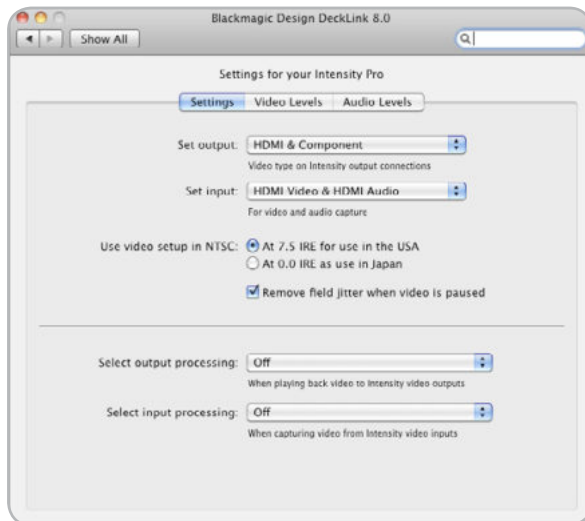 Blackmagic Design DeckLink 8.0
Show All
Settings for your Intensity Pro
Settings Video Levels Audio Levels
Set output: HDMI & Component
Video type on Intensity output connections
Set input: HDMI Video & HDMI Audio
For video and audio capture
Use video setup in NTSC: At 7.5 IRE for use in the USA
At 0.0 IRE as use in Japan
Remove field jitter when video is paused
Select output processing: Off
When playing back video to Intensity video outputs
Select input processing: Off
When capturing video from Intensity video inputs